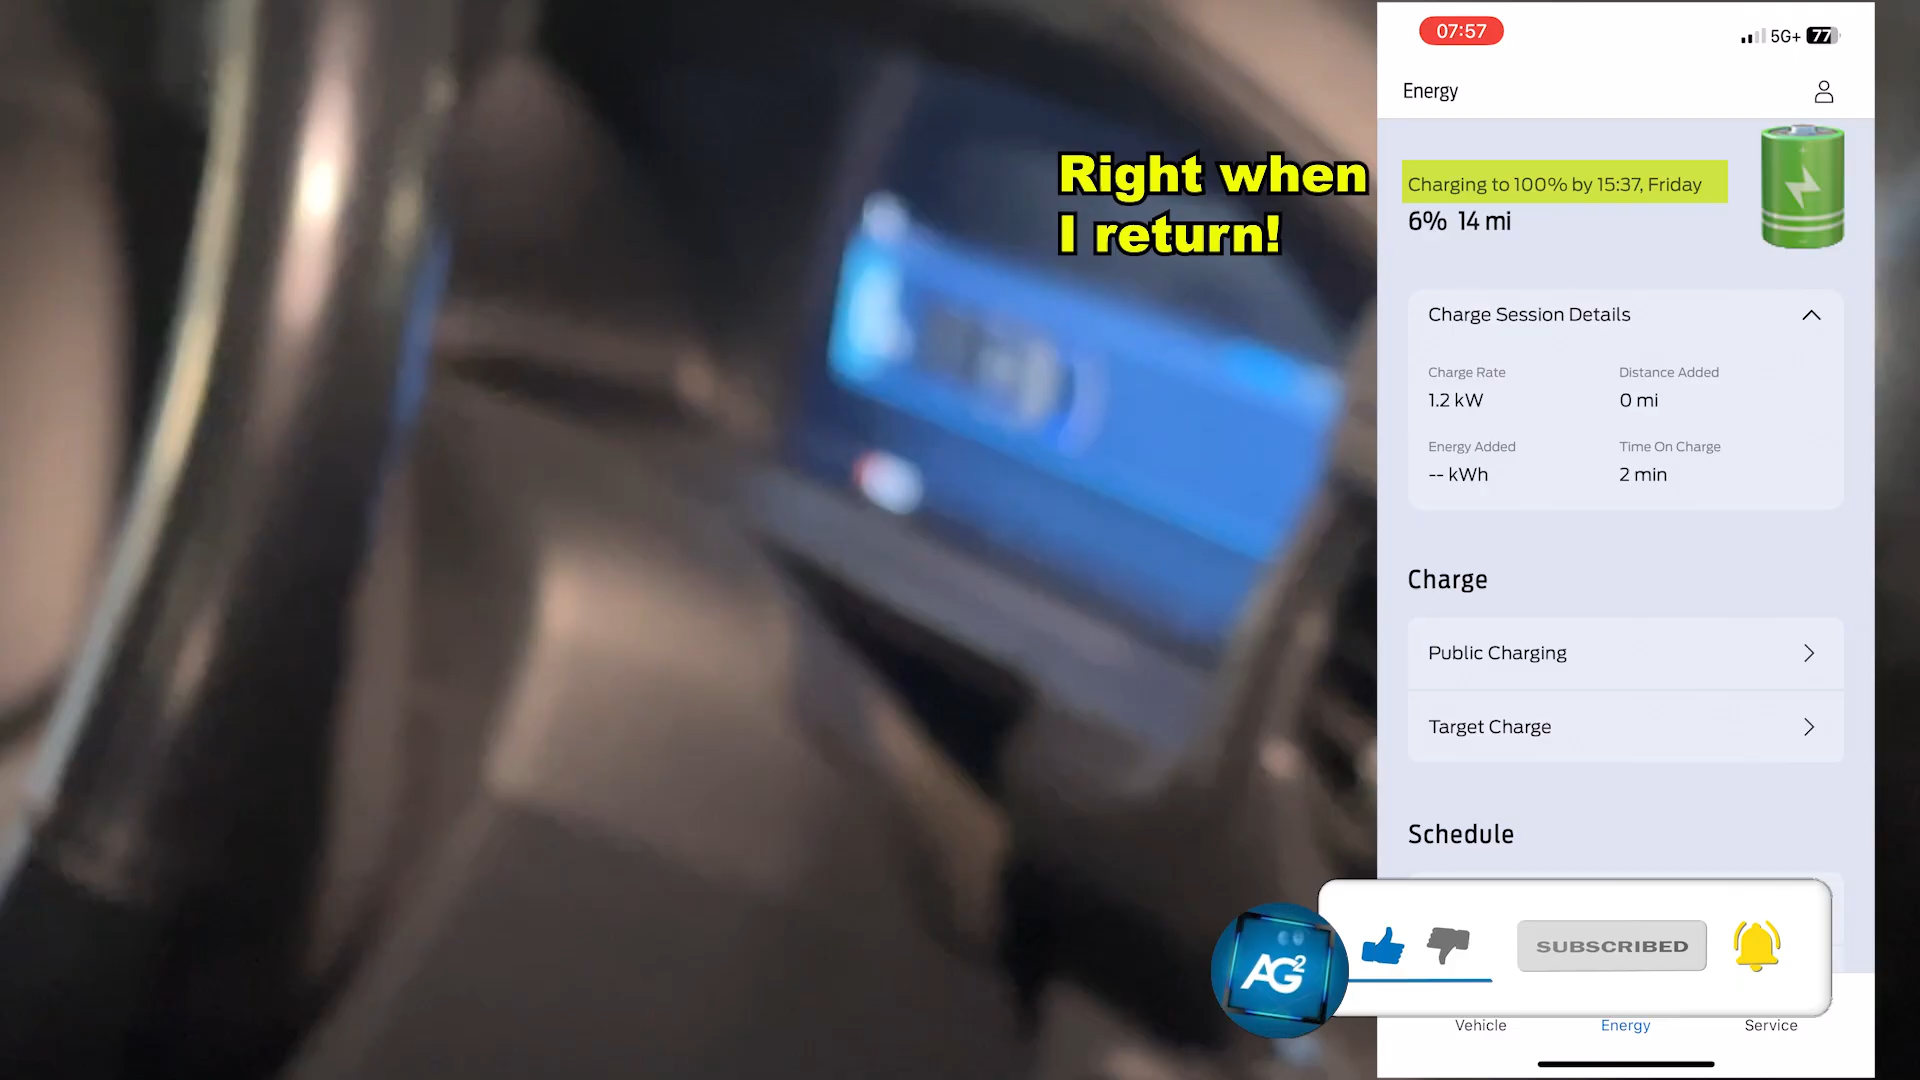 Right when
I return!
07:57
5G+ 77
Energy
Charging to 100% by 15:37, Friday
6% 14 mi
Charge Session Details
Charge Rate
Distance Added
1.2 kW
0 mi
Energy Added
Time On Charge
-- kWh
2 min
Charge
Public Charging
Target Charge
Schedule
AG²
SUBSCRIBED
Vehicle
Energy
Service